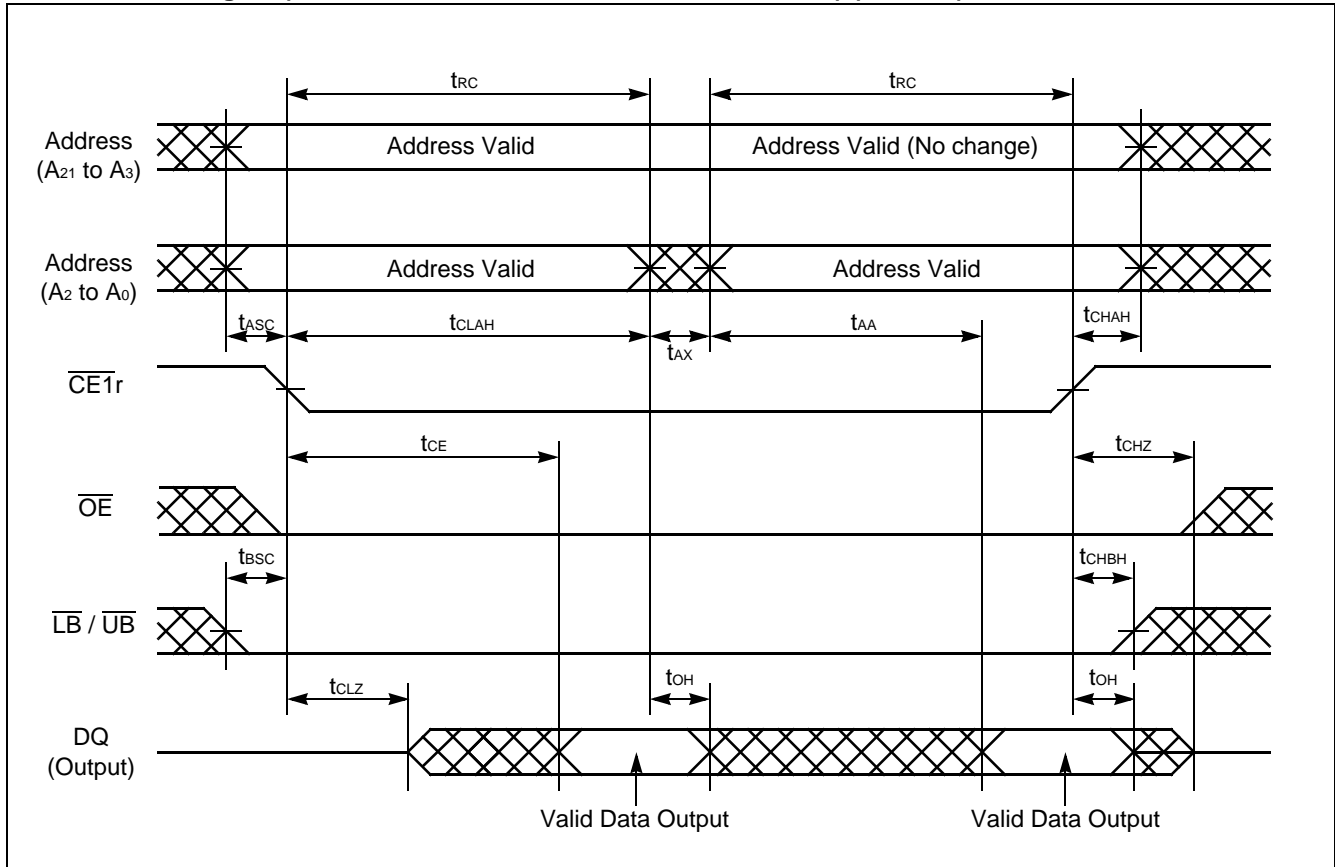 tRC tRC
Address
(A21 to A3)
Address Valid Address Valid (No change)
Address
(A2 to A0)
Address Valid Address Valid
tASC tCLAH tAX tAA tCHAH
CE1r
tCE tCHZ
OE
tBSC tCHBH
LB / UB
tCLZ tOH tOH
DQ
(Output)
Valid Data Output Valid Data Output